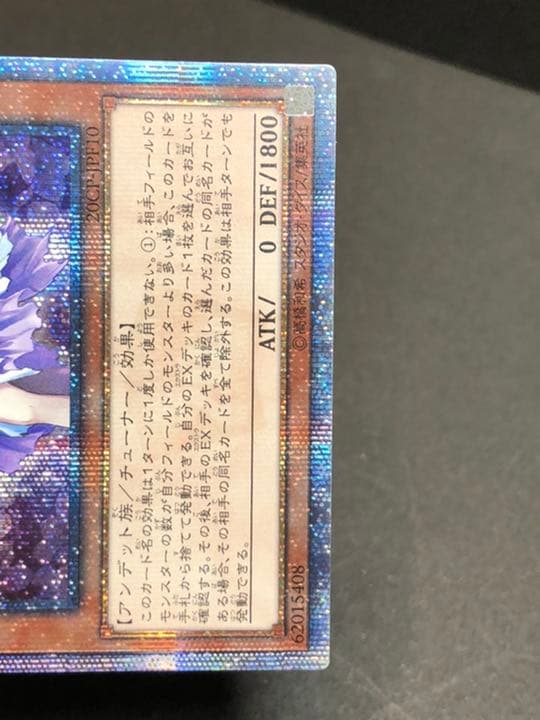 20CP-JPF10
【アンデット族/チューナー/効果】
このカード名の効果は1ターンに1度しか使用できない。①:相手フィールドの
モンスターの数が自分フィールドのモンスターより多い場合、このカードを
手札から捨てて発動できる。自分のEXデッキのカード1枚を選んでお互いに
確認する。その後、相手のEXデッキを確認し、選んだカードの同名カードが
ある場合、その相手の同名カードを全て除外する。この効果は相手ターンでも
発動できる。
ATK/ 0 DEF/1800
62015408
©高橋和希 スタジオ・ダイス/集英社